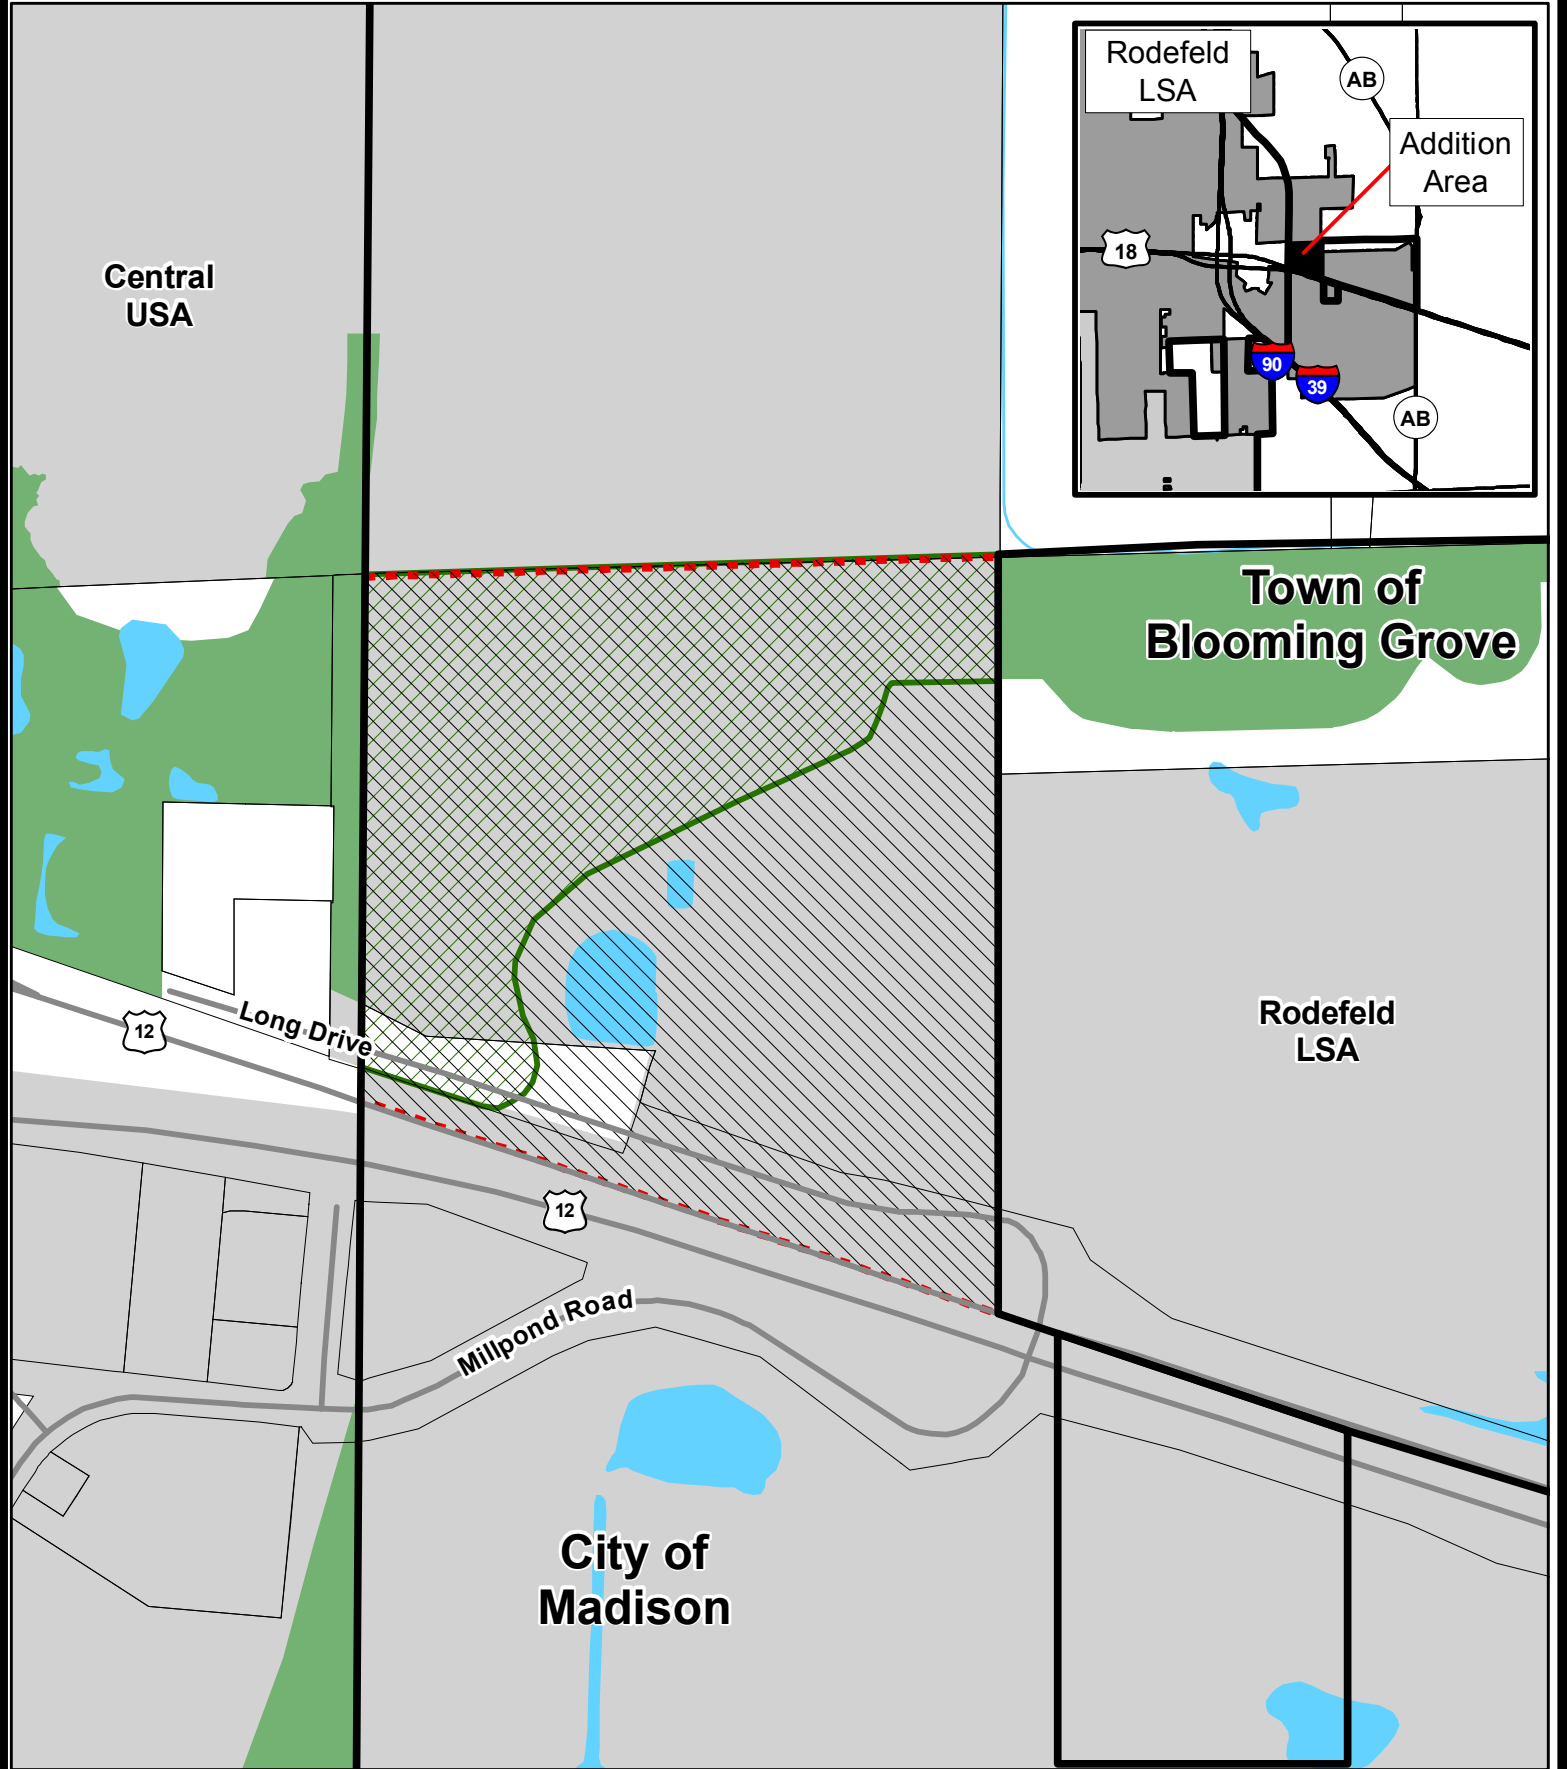 Rodefeld
LSA
AB
Addition
Area
18
90
39
AB
Central
USA
Town of
Blooming Grove
Rodefeld
LSA
Long Drive
12
12
Millpond Road
City of
Madison